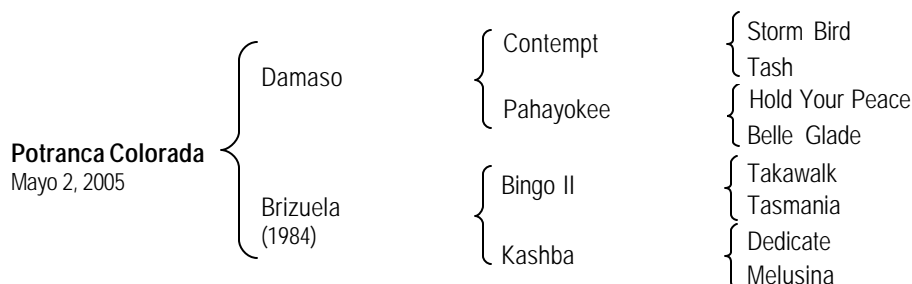 Potranca Colorada
Mayo 2, 2005
Damaso
Brizuela
(1984)
Contempt
Pahayokee
Bingo II
Kashba
Storm Bird
Tash
Hold Your Peace
Belle Glade
Takawalk
Tasmania
Dedicate
Melusina